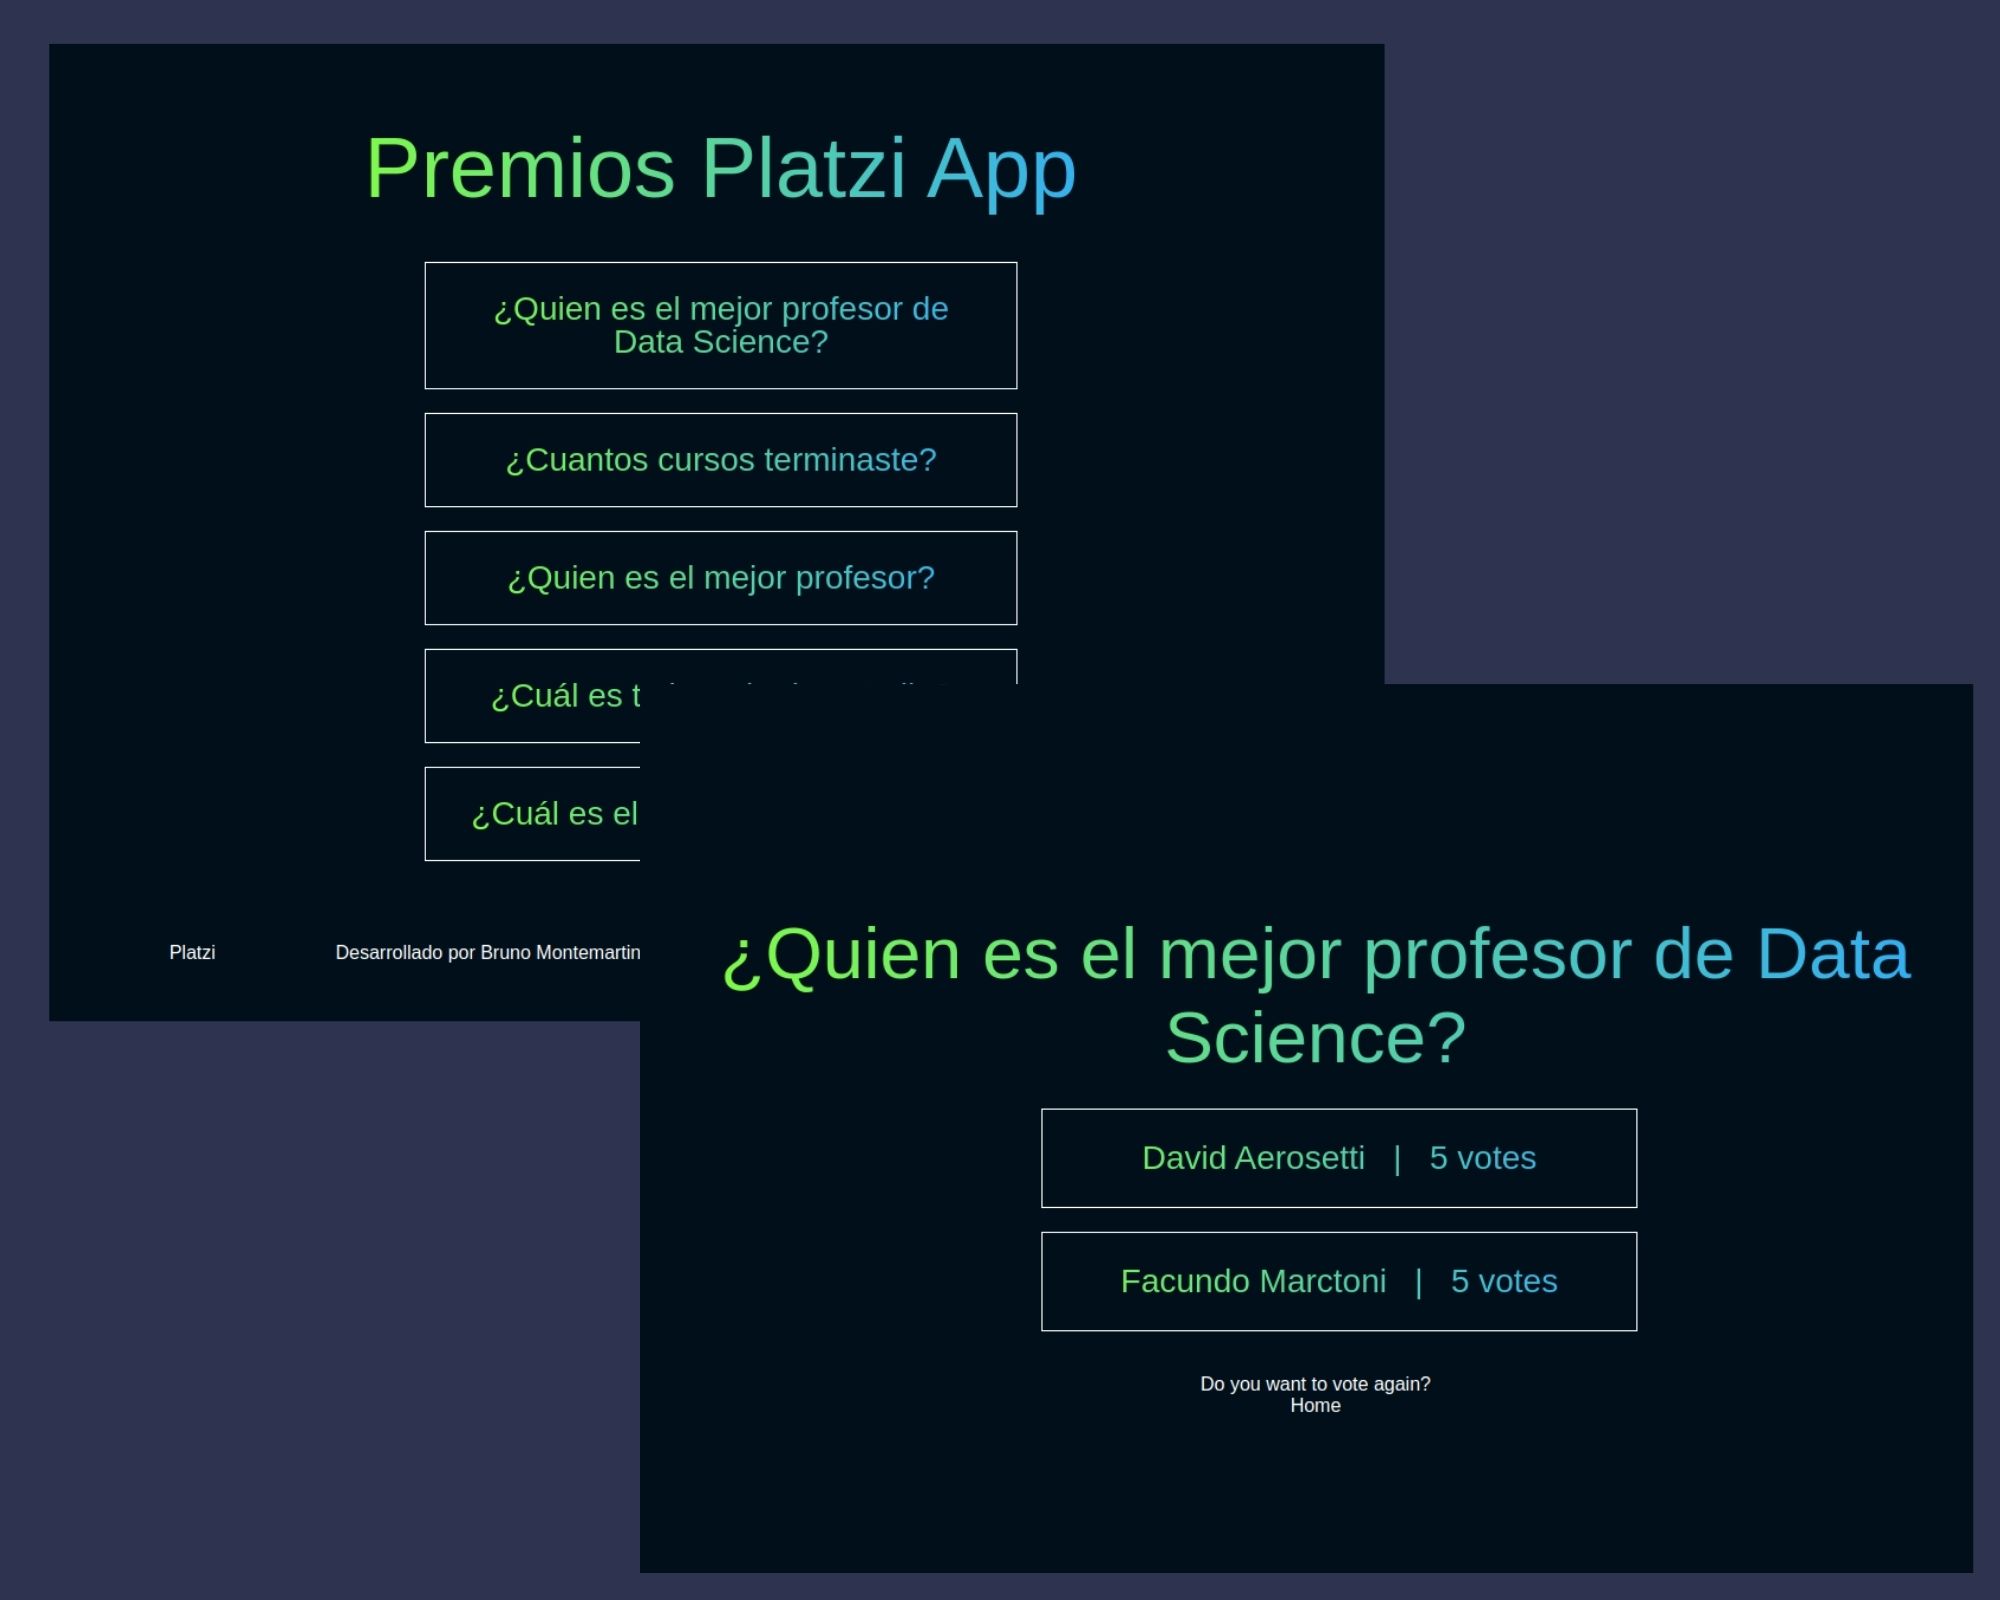 Premios Platzi App
¿Quien es el mejor profesor de
Data Science?
¿Cuantos cursos terminaste?
¿Quien es el mejor profesor?
¿Cuál es
¿Cuál es el
Platzi
Desarrollado por Bruno Montemartin
¿Quien es el mejor profesor de Data
Science?
David Aerosetti | 5 votes
Facundo Marctoni | 5 votes
Do you want to vote again?
Home